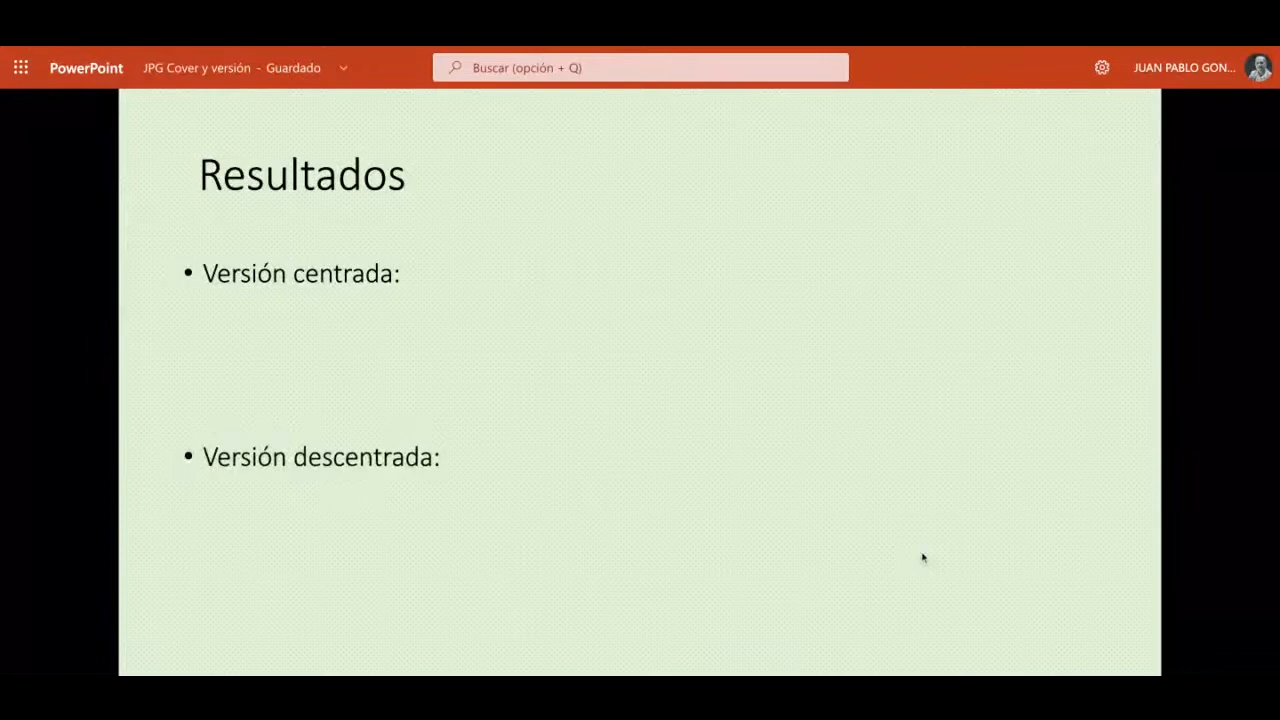 PowerPoint JPG Cover y versión - Guardado Buscar (opción + Q) JUAN PABLO GON...
Resultados
• Versión centrada:
• Versión descentrada: